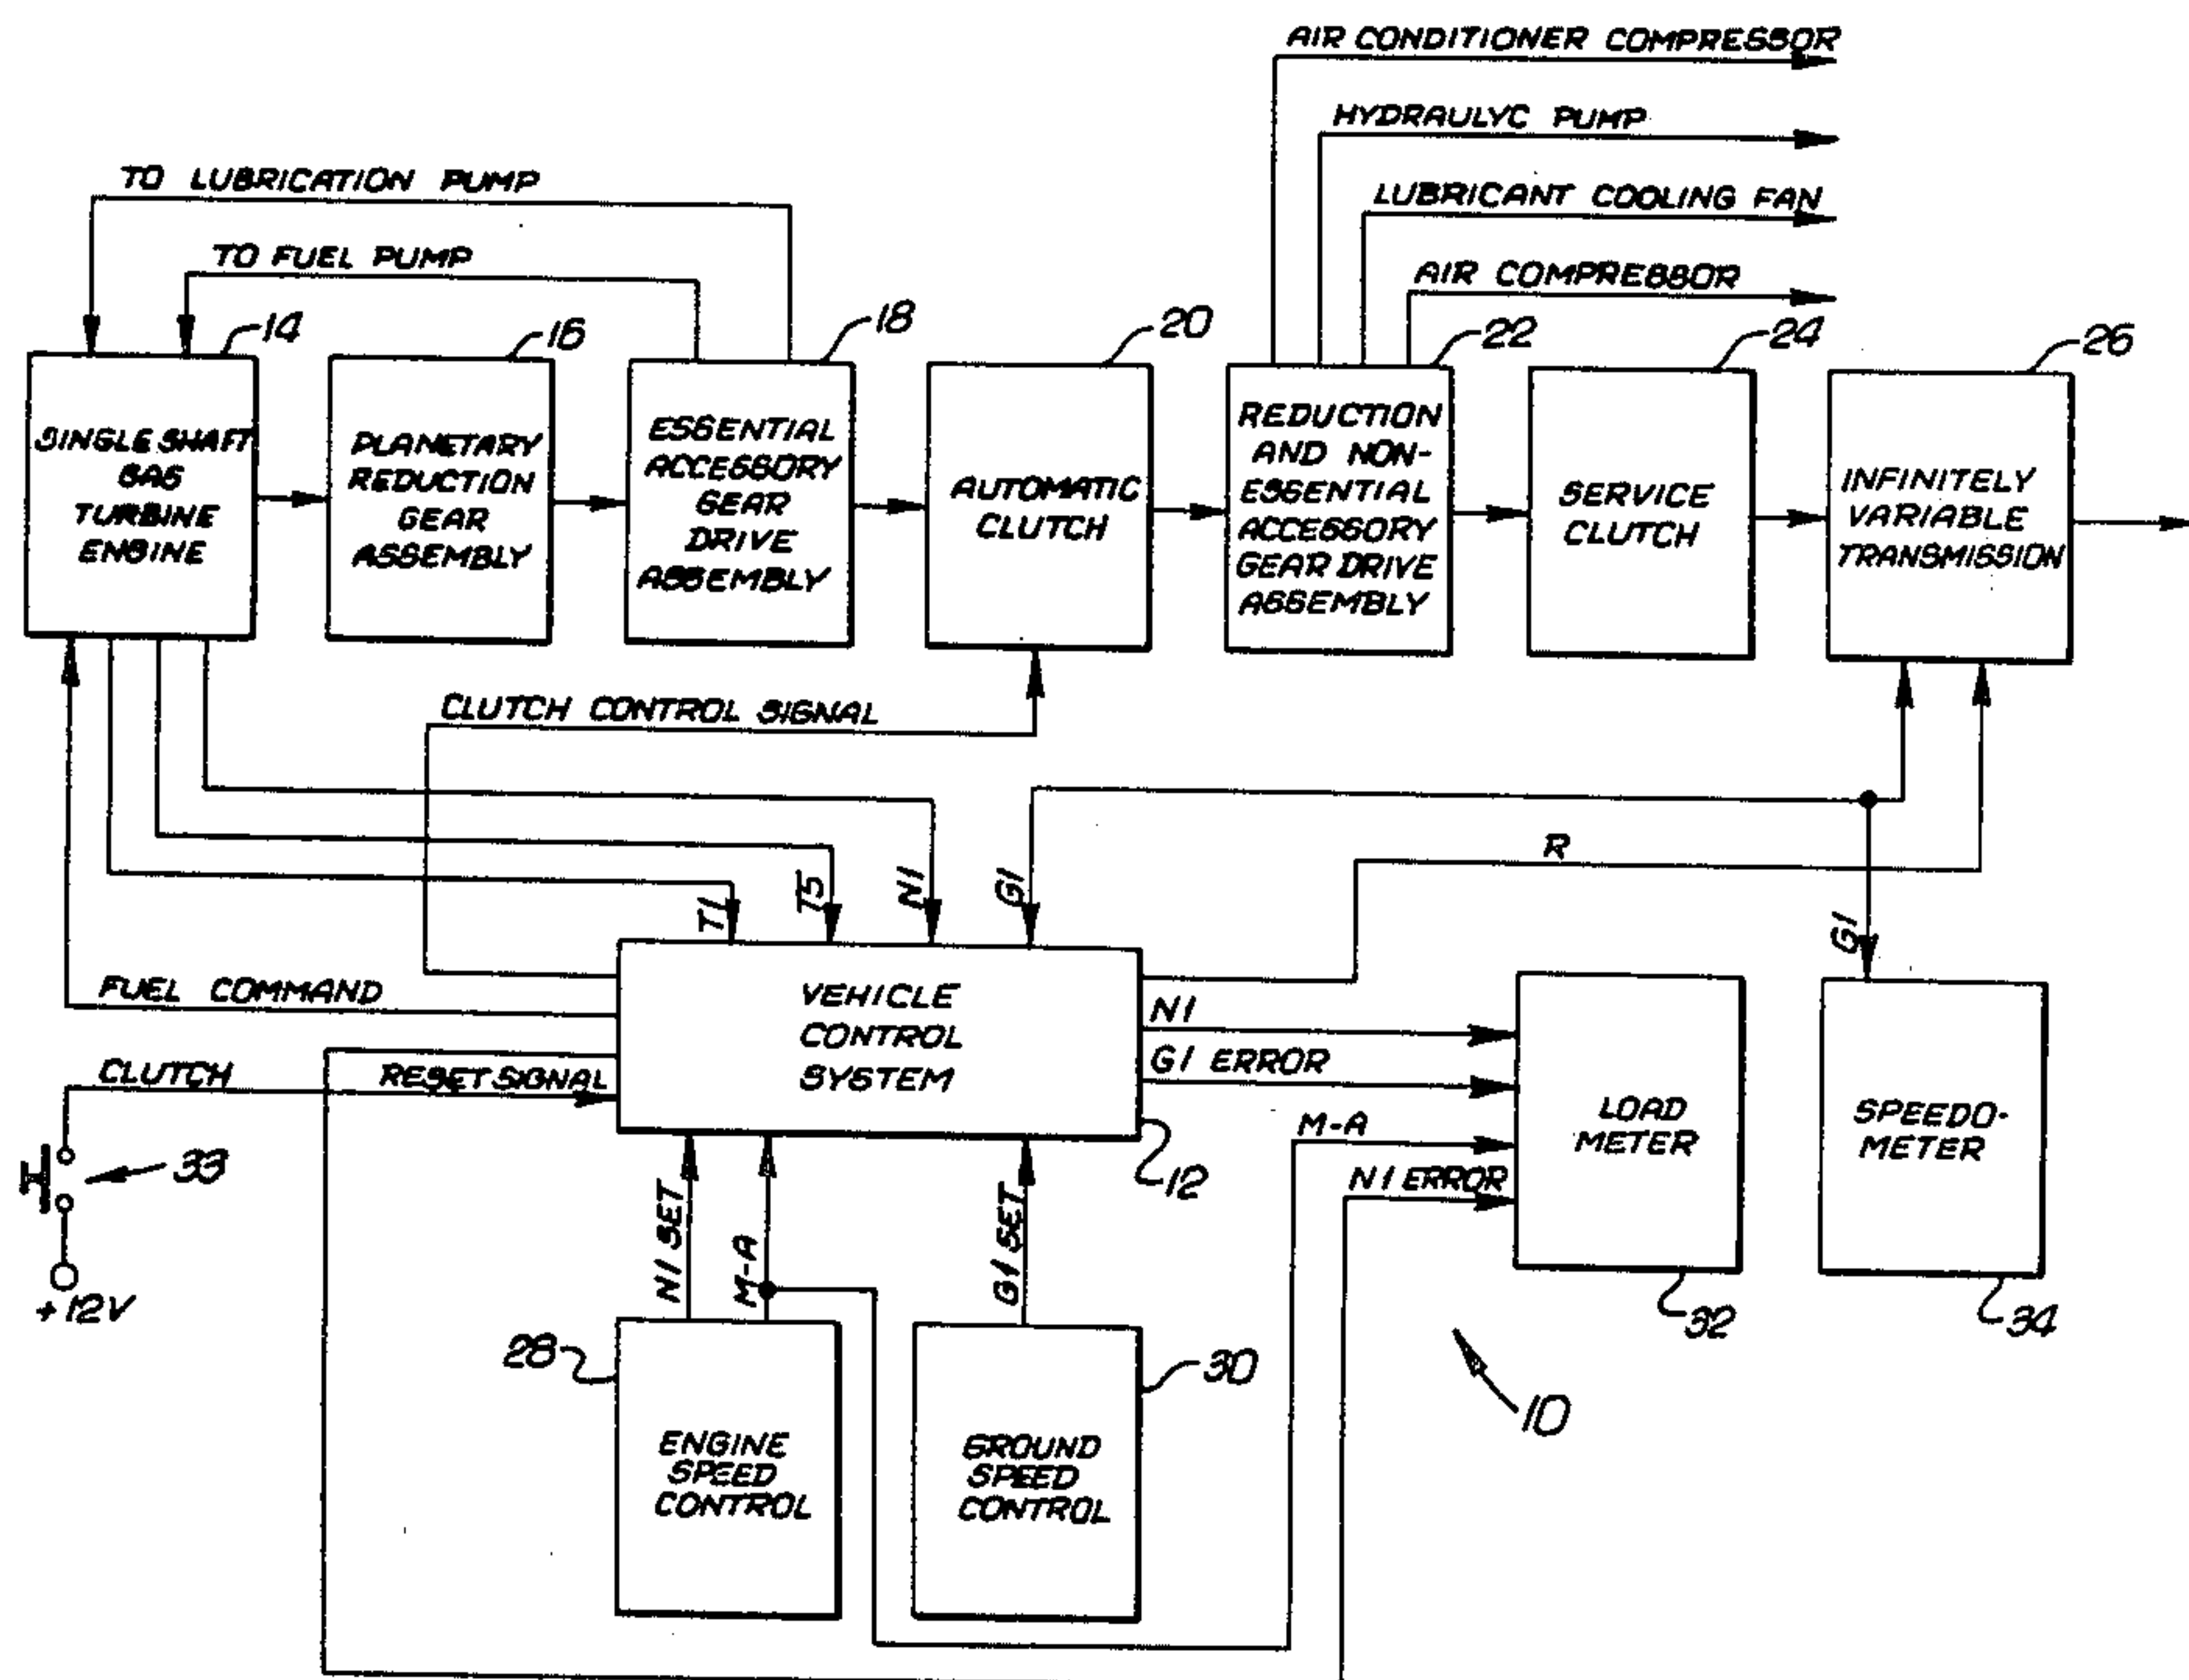 AIR CONDITIONER COMPRESSOR
HYDRAULYC PUMP
TO LUBRICATION PUMP
LUBRICANT COOLING FAN
TO FUEL PUMP
AIR COMPRESSOR
14
16
18
20
22
24
26
SINGLE SHAFT
GAS
TURBINE
ENGINE
PLANETARY
REDUCTION
GEAR
ASSEMBLY
ESSENTIAL
ACCESSORY
GEAR
DRIVE
ASSEMBLY
AUTOMATIC
CLUTCH
REDUCTION
AND NON-
ESSENTIAL
ACCESSORY
GEAR DRIVE
ASSEMBLY
SERVICE
CLUTCH
INFINITELY
VARIABLE
TRANSMISSION
CLUTCH CONTROL SIGNAL
R
T1
T5
N1
G1
G1
FUEL COMMAND
VEHICLE
CONTROL
SYSTEM
N1
G1 ERROR
CLUTCH
RESET SIGNAL
M-A
N1 ERROR
LOAD
METER
SPEEDO-
METER
33
12
+12V
N1 SET
M-A
G1 SET
32
34
28
30
10
ENGINE
SPEED
CONTROL
GROUND
SPEED
CONTROL